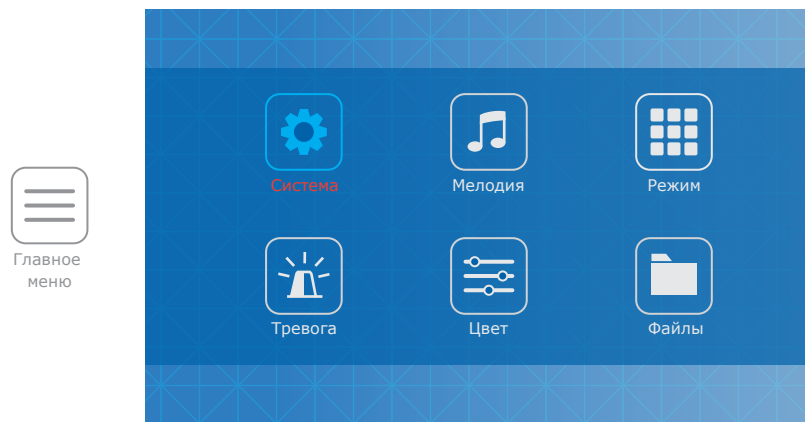 Система
Мелодия
Режим
Главное
меню
Тревога
Цвет
Файлы